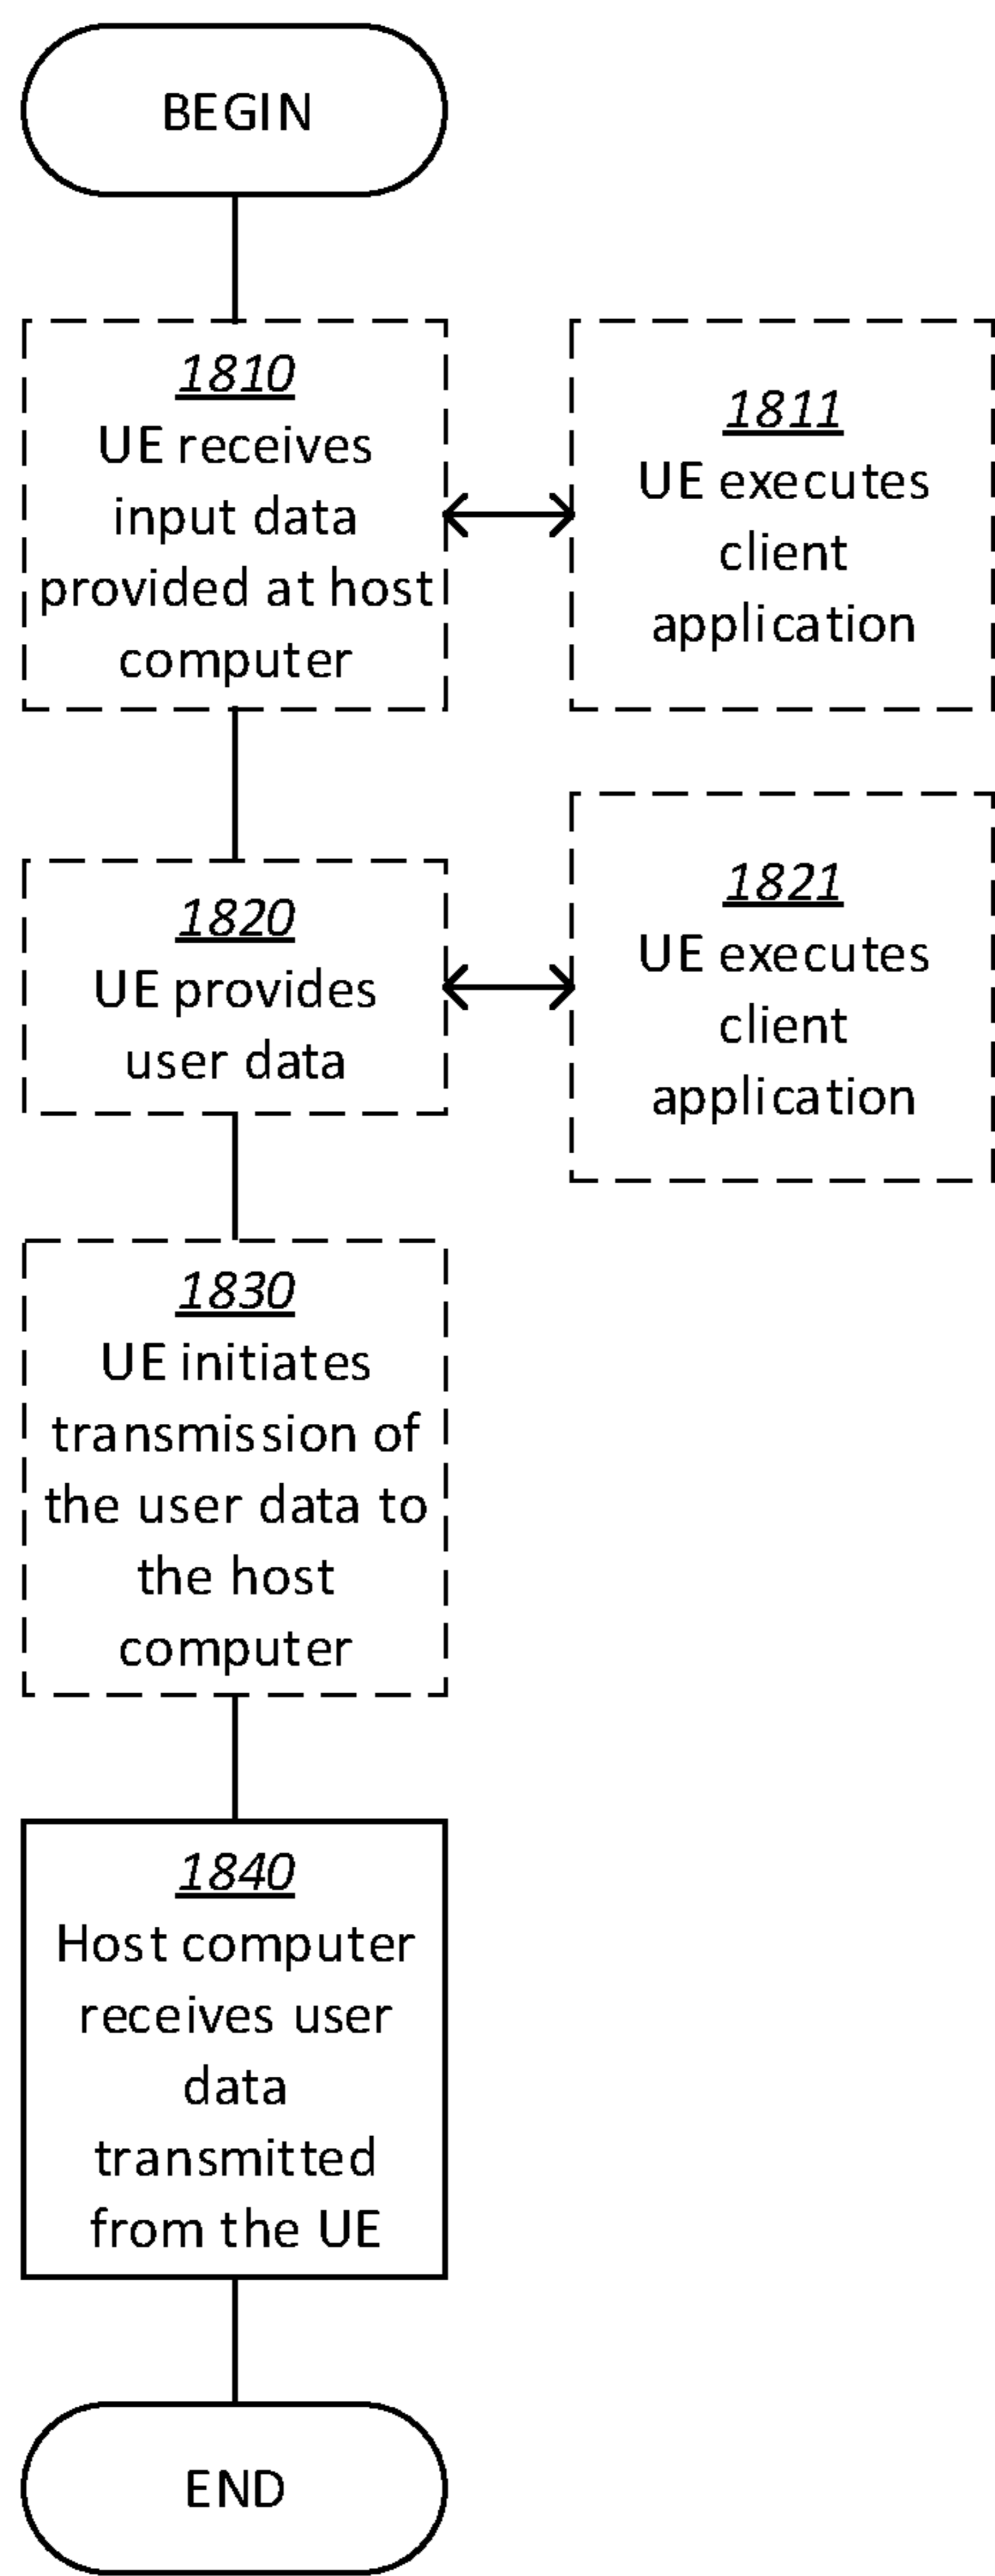 BEGIN
1810
UE receives
input data
provided at host
computer
1811
UE executes
client
application
1820
UE provides
user data
1821
UE executes
client
application
1830
UE initiates
transmission of
the user data to
the host
computer
1840
Host computer
receives user
data
transmitted
from the UE
END